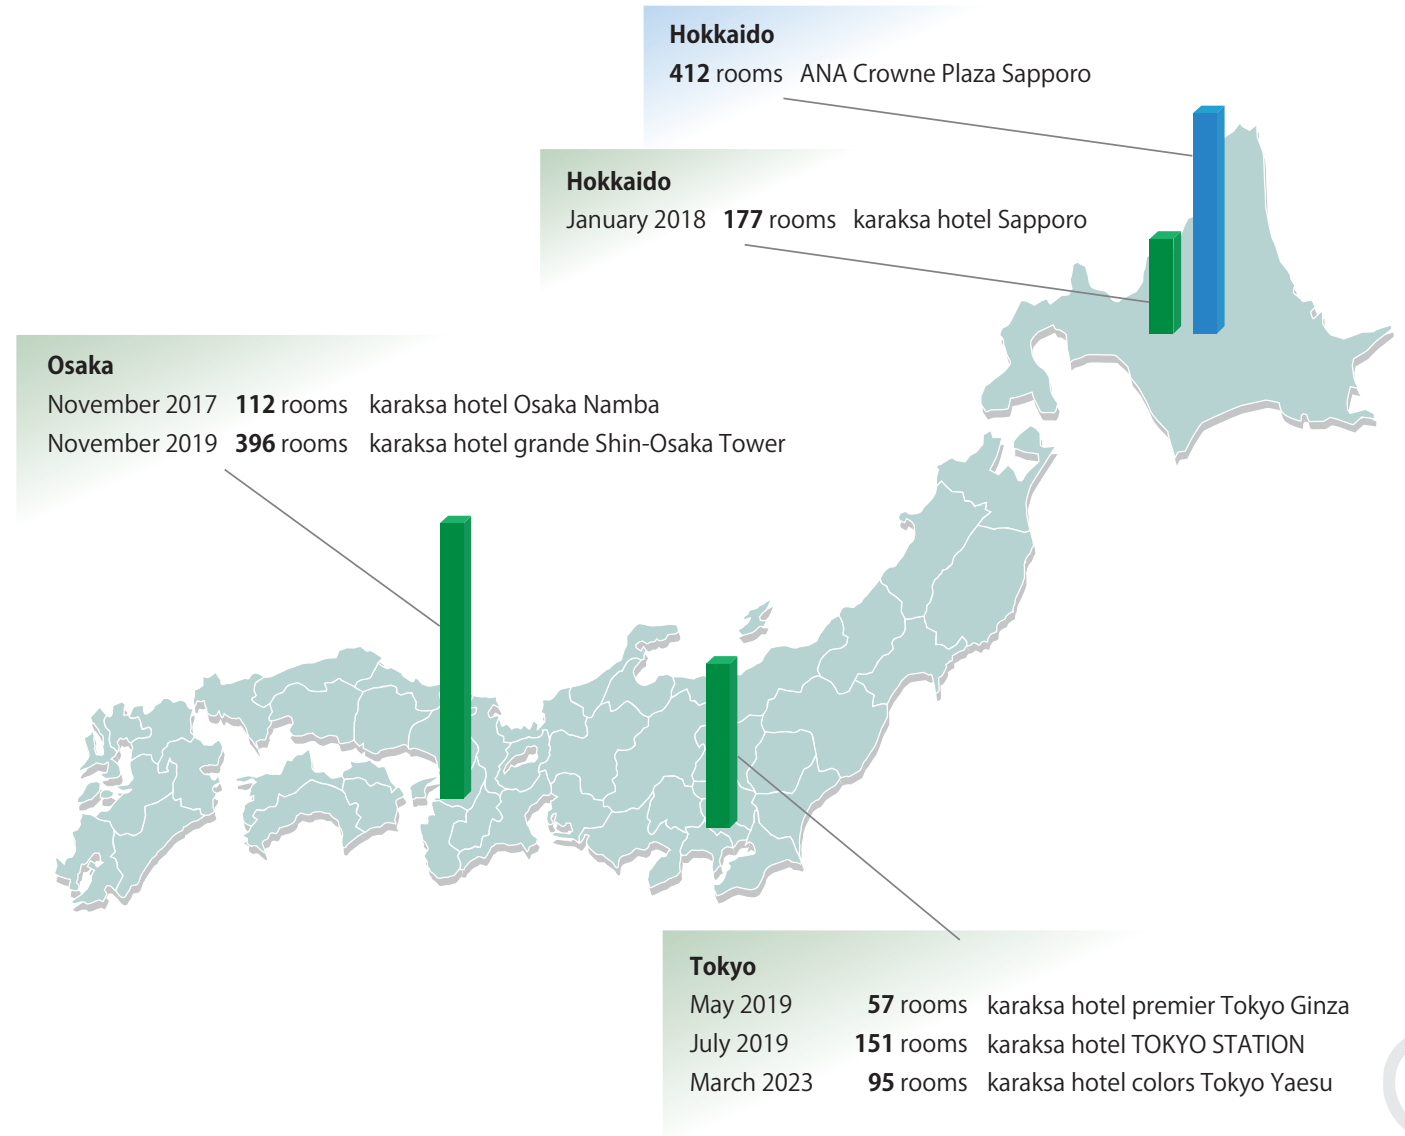 Hokkaido
412 rooms ANA Crowne Plaza Sapporo
Hokkaido
January 2018 177 rooms karaksa hotel Sapporo
Osaka
November 2017 112 rooms karaksa hotel Osaka Namba
November 2019 396 rooms karaksa hotel grande Shin-Osaka Tower
Tokyo
May 2019 57 rooms karaksa hotel premier Tokyo Ginza
July 2019 151 rooms karaksa hotel TOKYO STATION
March 2023 95 rooms karaksa hotel colors Tokyo Yaesu